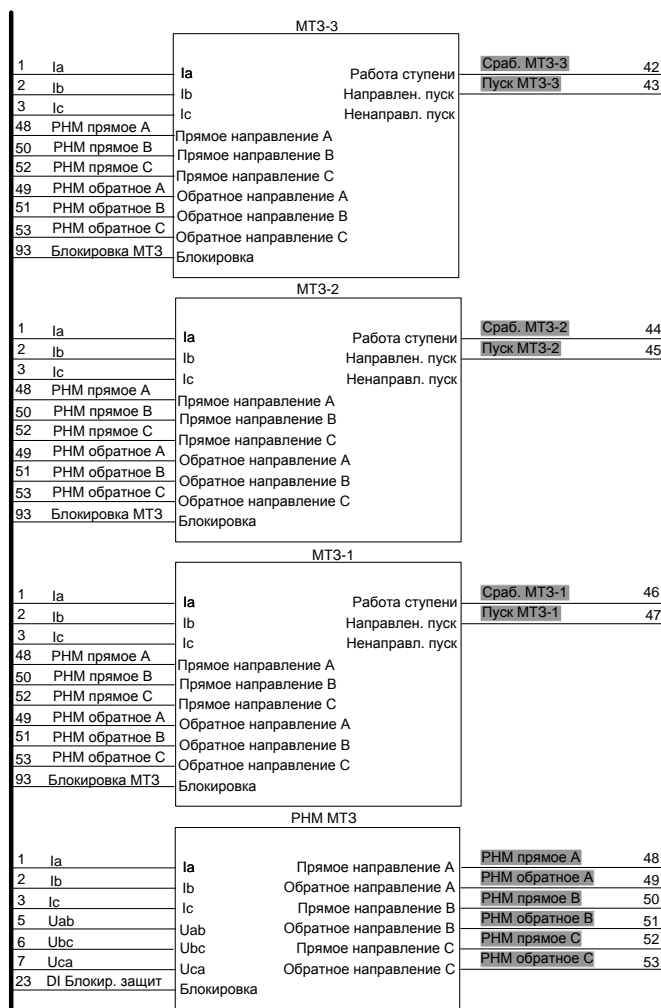 МТЗ-3
1 Ia Ia Работа ступени Сраб. МТЗ-3 42
2 Ib Ib Направлен. пуск Пуск МТЗ-3 43
3 Ic Ic Ненаправл. пуск
48 РНМ прямое А Прямое направление А
50 РНМ прямое В Прямое направление В
52 РНМ прямое С Прямое направление С
49 РНМ обратное А Обратное направление А
51 РНМ обратное В Обратное направление В
53 РНМ обратное С Обратное направление С
93 Блокировка МТЗ Блокировка
МТЗ-2
1 Ia Ia Работа ступени Сраб. МТЗ-2 44
2 Ib Ib Направлен. пуск Пуск МТЗ-2 45
3 Ic Ic Ненаправл. пуск
48 РНМ прямое А Прямое направление А
50 РНМ прямое В Прямое направление В
52 РНМ прямое С Прямое направление С
49 РНМ обратное А Обратное направление А
51 РНМ обратное В Обратное направление В
53 РНМ обратное С Обратное направление С
93 Блокировка МТЗ Блокировка
МТЗ-1
1 Ia Ia Работа ступени Сраб. МТЗ-1 46
2 Ib Ib Направлен. пуск Пуск МТЗ-1 47
3 Ic Ic Ненаправл. пуск
48 РНМ прямое А Прямое направление А
50 РНМ прямое В Прямое направление В
52 РНМ прямое С Прямое направление С
49 РНМ обратное А Обратное направление А
51 РНМ обратное В Обратное направление В
53 РНМ обратное С Обратное направление С
93 Блокировка МТЗ Блокировка
РНМ МТЗ
1 Ia Ia Прямое направление А РНМ прямое А 48
2 Ib Ib Обратное направление А РНМ обратное А 49
3 Ic Ic Прямое направление В РНМ прямое В 50
5 Uab Uab Обратное направление В РНМ обратное В 51
6 Ubc Ubc Прямое направление С РНМ прямое С 52
7 Uca Uca Обратное направление С РНМ обратное С 53
23 DI Блокир. защит Блокировка